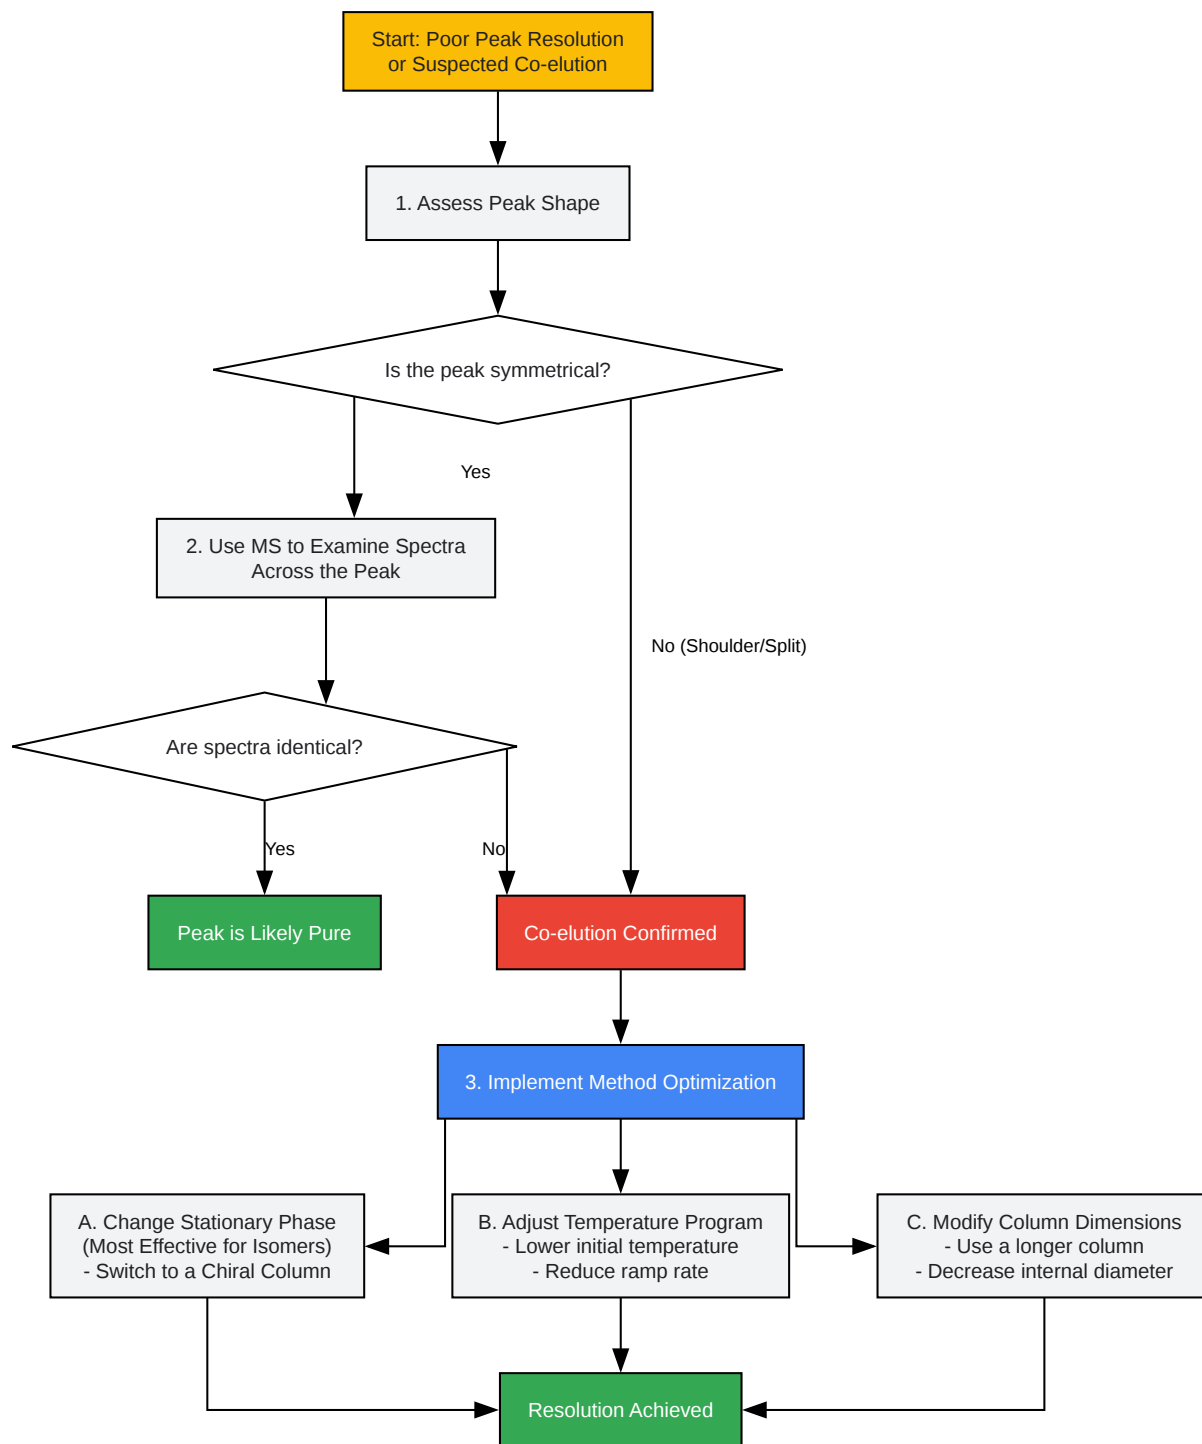 Start: Poor Peak Resolution
or Suspected Co-elution
1. Assess Peak Shape
Is the peak symmetrical?
Yes
2. Use MS to Examine Spectra
Across the Peak
No (Shoulder/Split)
Are spectra identical?
Yes
No
Peak is Likely Pure
Co-elution Confirmed
3. Implement Method Optimization
A. Change Stationary Phase
(Most Effective for Isomers)
- Switch to a Chiral Column
B. Adjust Temperature Program
- Lower initial temperature
- Reduce ramp rate
C. Modify Column Dimensions
- Use a longer column
- Decrease internal diameter
Resolution Achieved